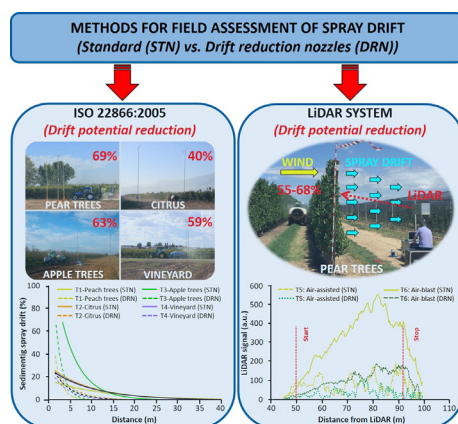 METHODS FOR FIELD ASSESSMENT OF SPRAY DRIFT
(Standard (STN) vs. Drift reduction nozzles (DRN))
ISO 22866:2005
(Drift potential reduction)
69%
PEAR TREES
40%
CITRUS
63%
APPLE TREES
59%
VINEYARD
T1-Peach trees (STN)
T1-Peach trees (DRN)
T2-Citrus (STN)
T2-Citrus (DRN)
T3-Apple trees (STN)
T3-Apple trees (DRN)
T4-Vineyard (STN)
T4-Vineyard (DRN)
Sedimentig spray drift (%)
100
80
60
40
20
0
0 5 10 15 20 25 30 35 40
Distance (m)
LiDAR SYSTEM
(Drift potential reduction)
WIND
SPRAY DRIFT
55-68%
LiDAR
PEAR TREES
T5: Air-assisted (STN)
T5: Air-assisted (DRN)
T6: Air-blast (STN)
T6: Air-blast (DRN)
LiDAR signal (a.u.)
600
500
400
300
200
100
0
Start
Stop
40 50 60 70 80 90 100 110
Distance from LiDAR (m)